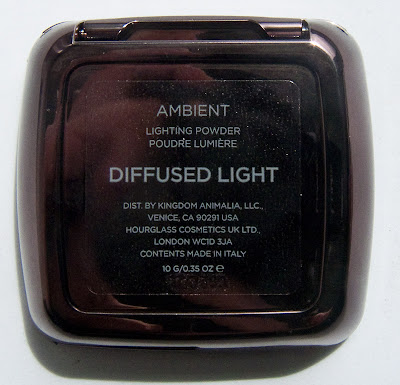 AMBIENT
LIGHTING POWDER
POUDRE LUMIÈRE
DIFFUSED LIGHT
DIST. BY KINGDOM ANIMALIA, LLC.,
VENICE, CA 90291 USA
HOURGLASS COSMETICS UK LTD.,
LONDON WC1D 3JA
CONTENTS MADE IN ITALY
10 G/0.35 OZ ℮